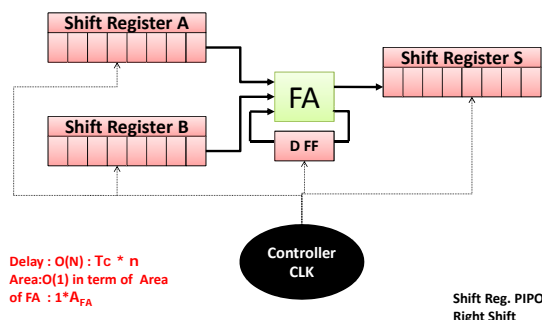 Shift Register A
Shift Register S
FA
Shift Register B
D FF
Controller
CLK
Delay : O(N) : Tc * n
Area:O(1) in term of Area
of FA : 1*A_FA
Shift Reg. PIPO
Right Shift